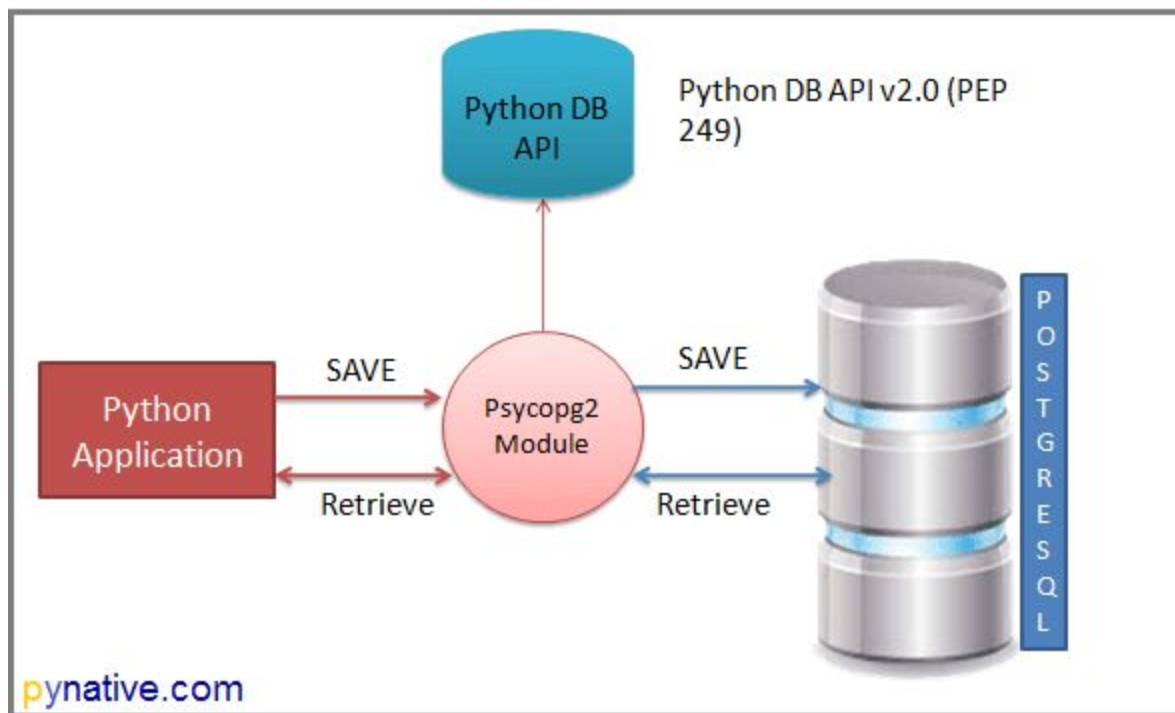 Python DB
API
Python DB API v2.0 (PEP
249)
Python
Application
SAVE
Retrieve
Psycopg2
Module
SAVE
Retrieve
POSTGRESQL
pynative.com